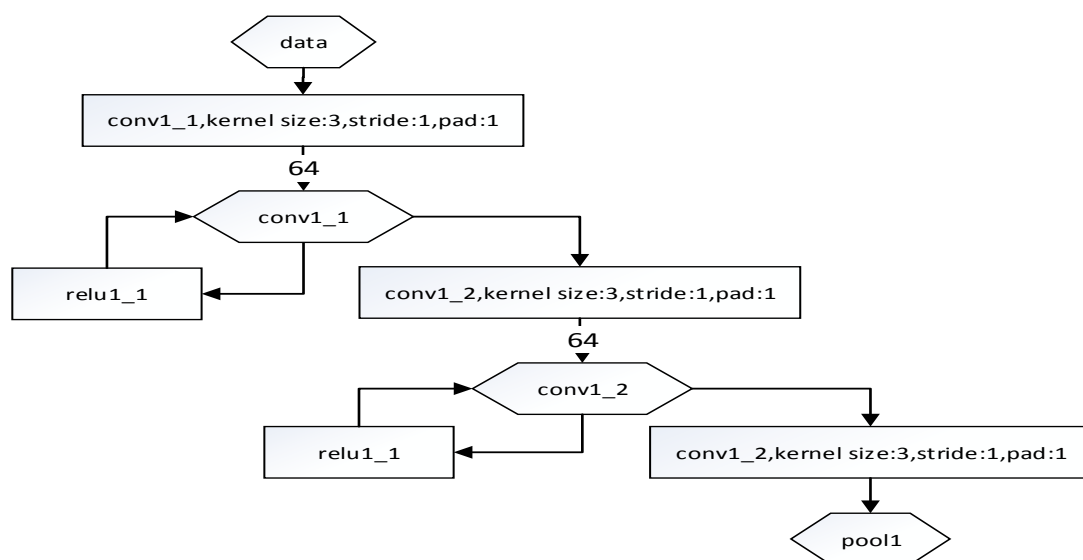 data
conv1_1,kernel size:3,stride:1,pad:1
64
conv1_1
relu1_1
conv1_2,kernel size:3,stride:1,pad:1
64
conv1_2
relu1_1
conv1_2,kernel size:3,stride:1,pad:1
pool1